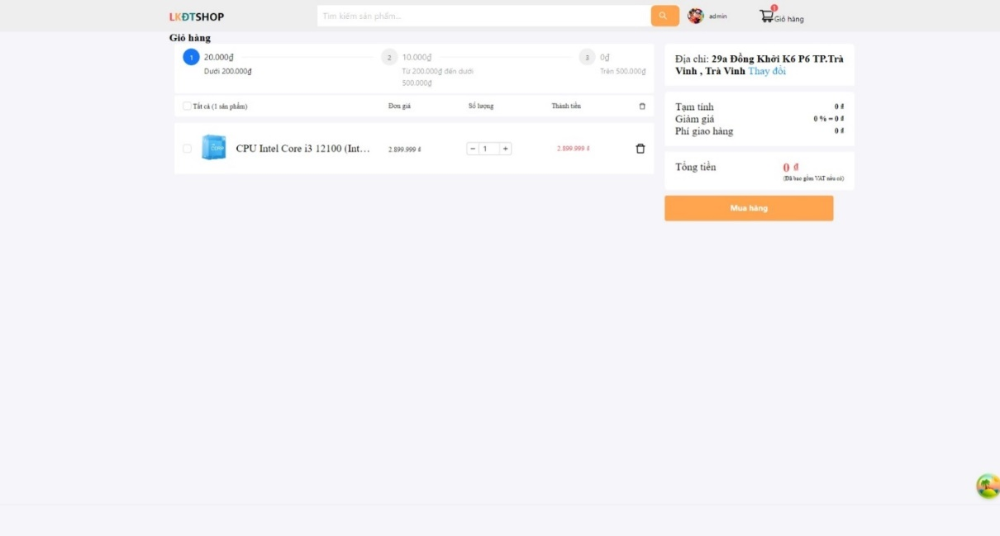 LKĐTSHOP
Tìm kiếm sản phẩm...
admin
1
Giỏ hàng
Giỏ hàng
1 20.000₫
Dưới 200.000₫
2 10.000₫
Từ 200.000₫ đến dưới
500.000₫
3 0₫
Trên 500.000₫
Tất cả (1 sản phẩm) Đơn giá Số lượng Thành tiền
CPU Intel Core i3 12100 (Int... 2.899.999 ₫ − 1 + 2.899.999 ₫
Địa chỉ: 29a Đồng Khởi K6 P6 TP.Trà
Vinh , Trà Vinh Thay đổi
Tạm tính 0 ₫
Giảm giá 0 % ~ 0 ₫
Phí giao hàng 0 ₫
Tổng tiền 0 ₫
(Đã bao gồm VAT nếu có)
Mua hàng